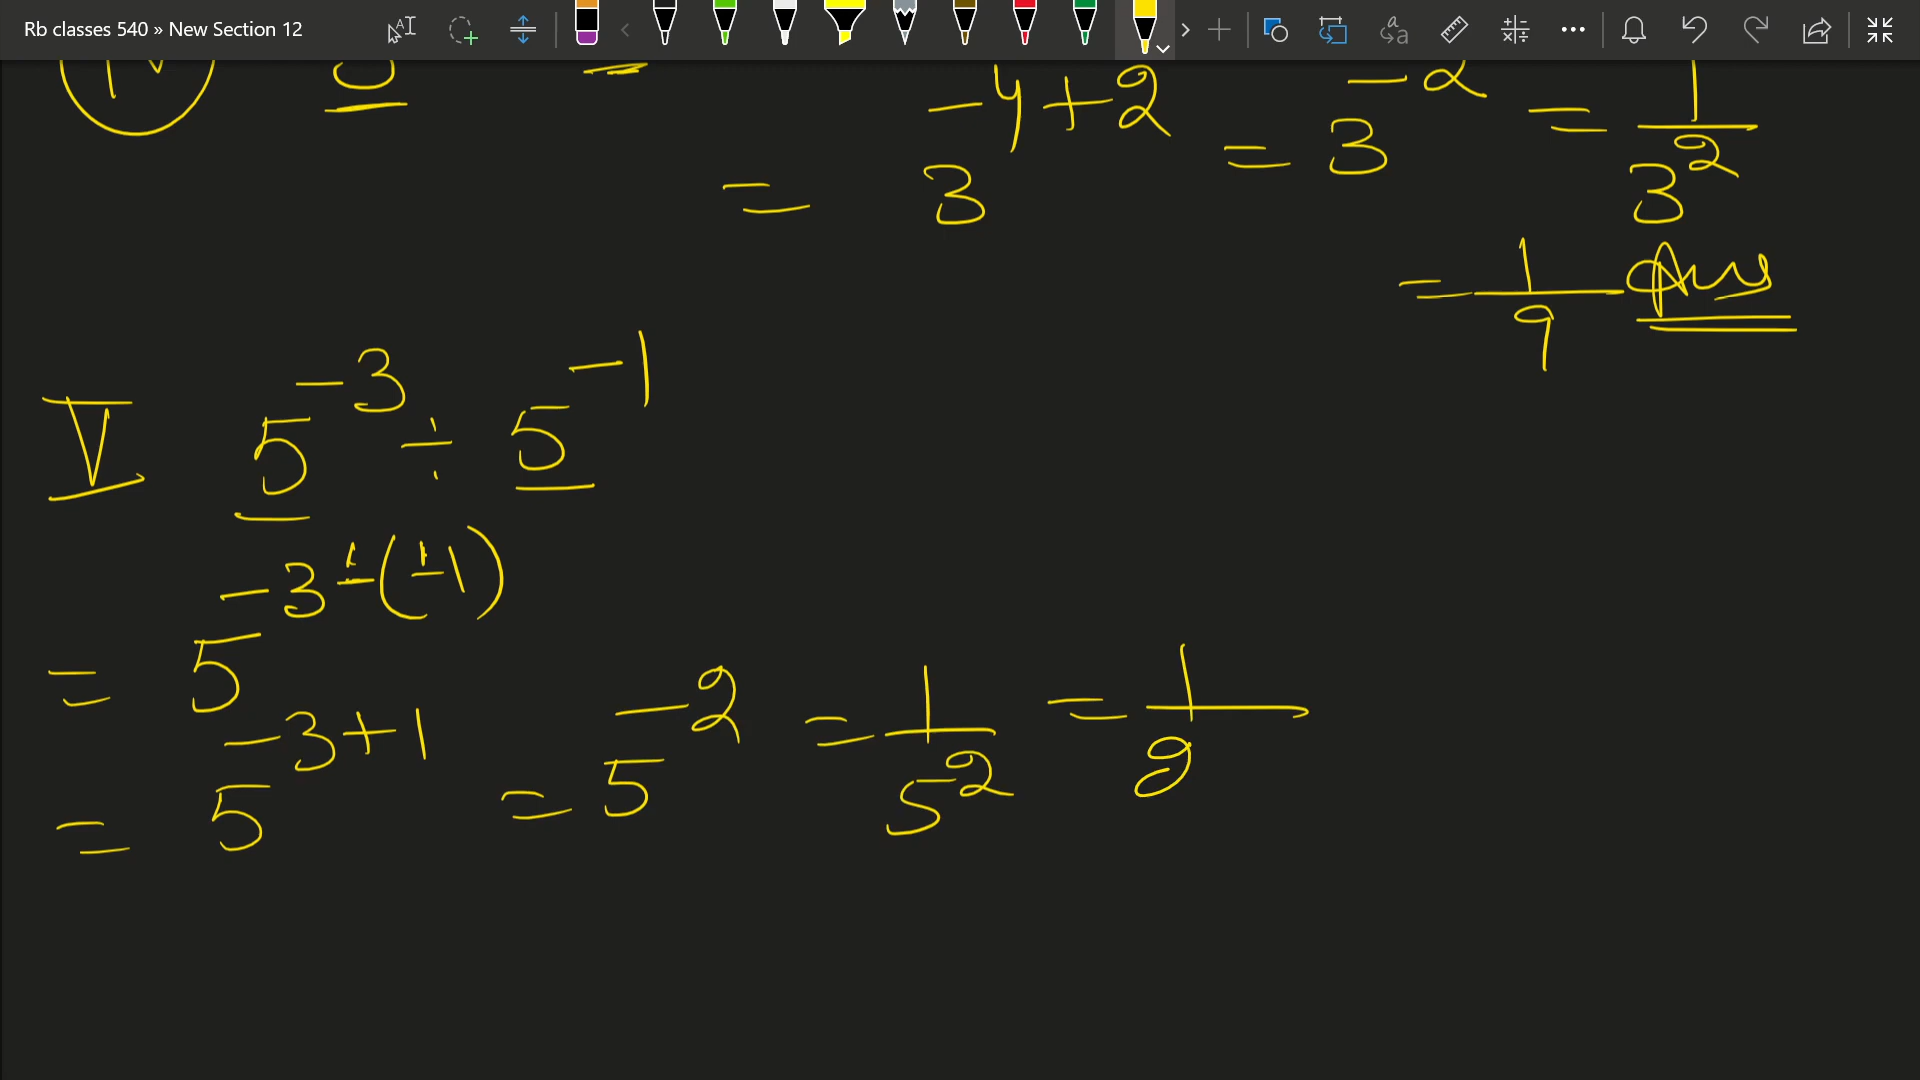 Rb classes 540 » New Section 12
= 3^{-4+2} = 3^{-2} = 1/3^2
= 1/9 Ans
V 5^{-3} ÷ 5^{-1}
= 5^{-3-(-1)}
= 5^{-3+1} = 5^{-2} = 1/5^2 = 1/2